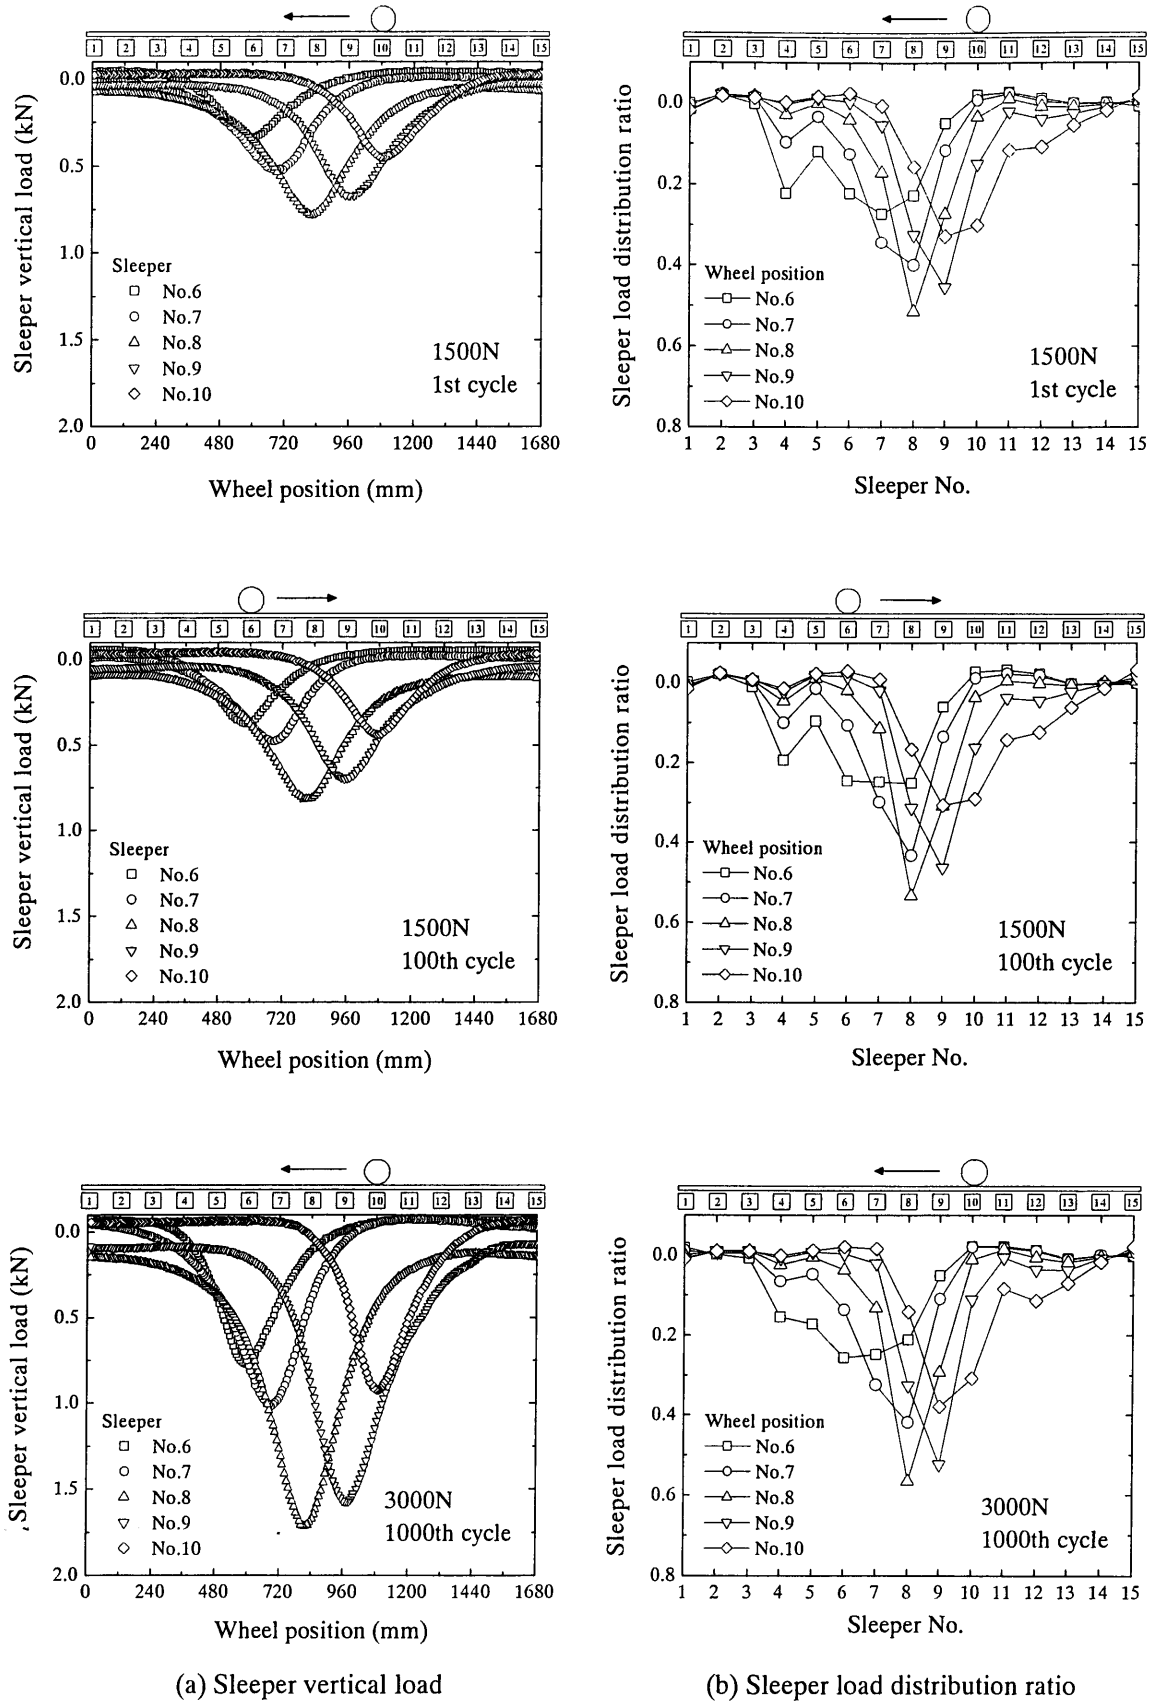 1 2 3 4 5 6 7 8 9 10 11 12 13 14 15
0.0
0.5
1.0
1.5
2.0
Sleeper vertical load (kN)
Sleeper
No.6
No.7
No.8
No.9
No.10
1500N
1st cycle
0 240 480 720 960 1200 1440 1680
Wheel position (mm)
1 2 3 4 5 6 7 8 9 10 11 12 13 14 15
0.0
0.2
0.4
0.6
0.8
Sleeper load distribution ratio
Wheel position
No.6
No.7
No.8
No.9
No.10
1500N
1st cycle
1 2 3 4 5 6 7 8 9 10 11 12 13 14 15
Sleeper No.
1 2 3 4 5 6 7 8 9 10 11 12 13 14 15
0.0
0.5
1.0
1.5
2.0
Sleeper vertical load (kN)
Sleeper
No.6
No.7
No.8
No.9
No.10
1500N
100th cycle
0 240 480 720 960 1200 1440 1680
Wheel position (mm)
1 2 3 4 5 6 7 8 9 10 11 12 13 14 15
0.0
0.2
0.4
0.6
0.8
Sleeper load distribution ratio
Wheel position
No.6
No.7
No.8
No.9
No.10
1500N
100th cycle
1 2 3 4 5 6 7 8 9 10 11 12 13 14 15
Sleeper No.
1 2 3 4 5 6 7 8 9 10 11 12 13 14 15
0.0
0.5
1.0
1.5
2.0
Sleeper vertical load (kN)
Sleeper
No.6
No.7
No.8
No.9
No.10
3000N
1000th cycle
0 240 480 720 960 1200 1440 1680
Wheel position (mm)
1 2 3 4 5 6 7 8 9 10 11 12 13 14 15
0.0
0.2
0.4
0.6
0.8
Sleeper load distribution ratio
Wheel position
No.6
No.7
No.8
No.9
No.10
3000N
1000th cycle
1 2 3 4 5 6 7 8 9 10 11 12 13 14 15
Sleeper No.
(a) Sleeper vertical load
(b) Sleeper load distribution ratio